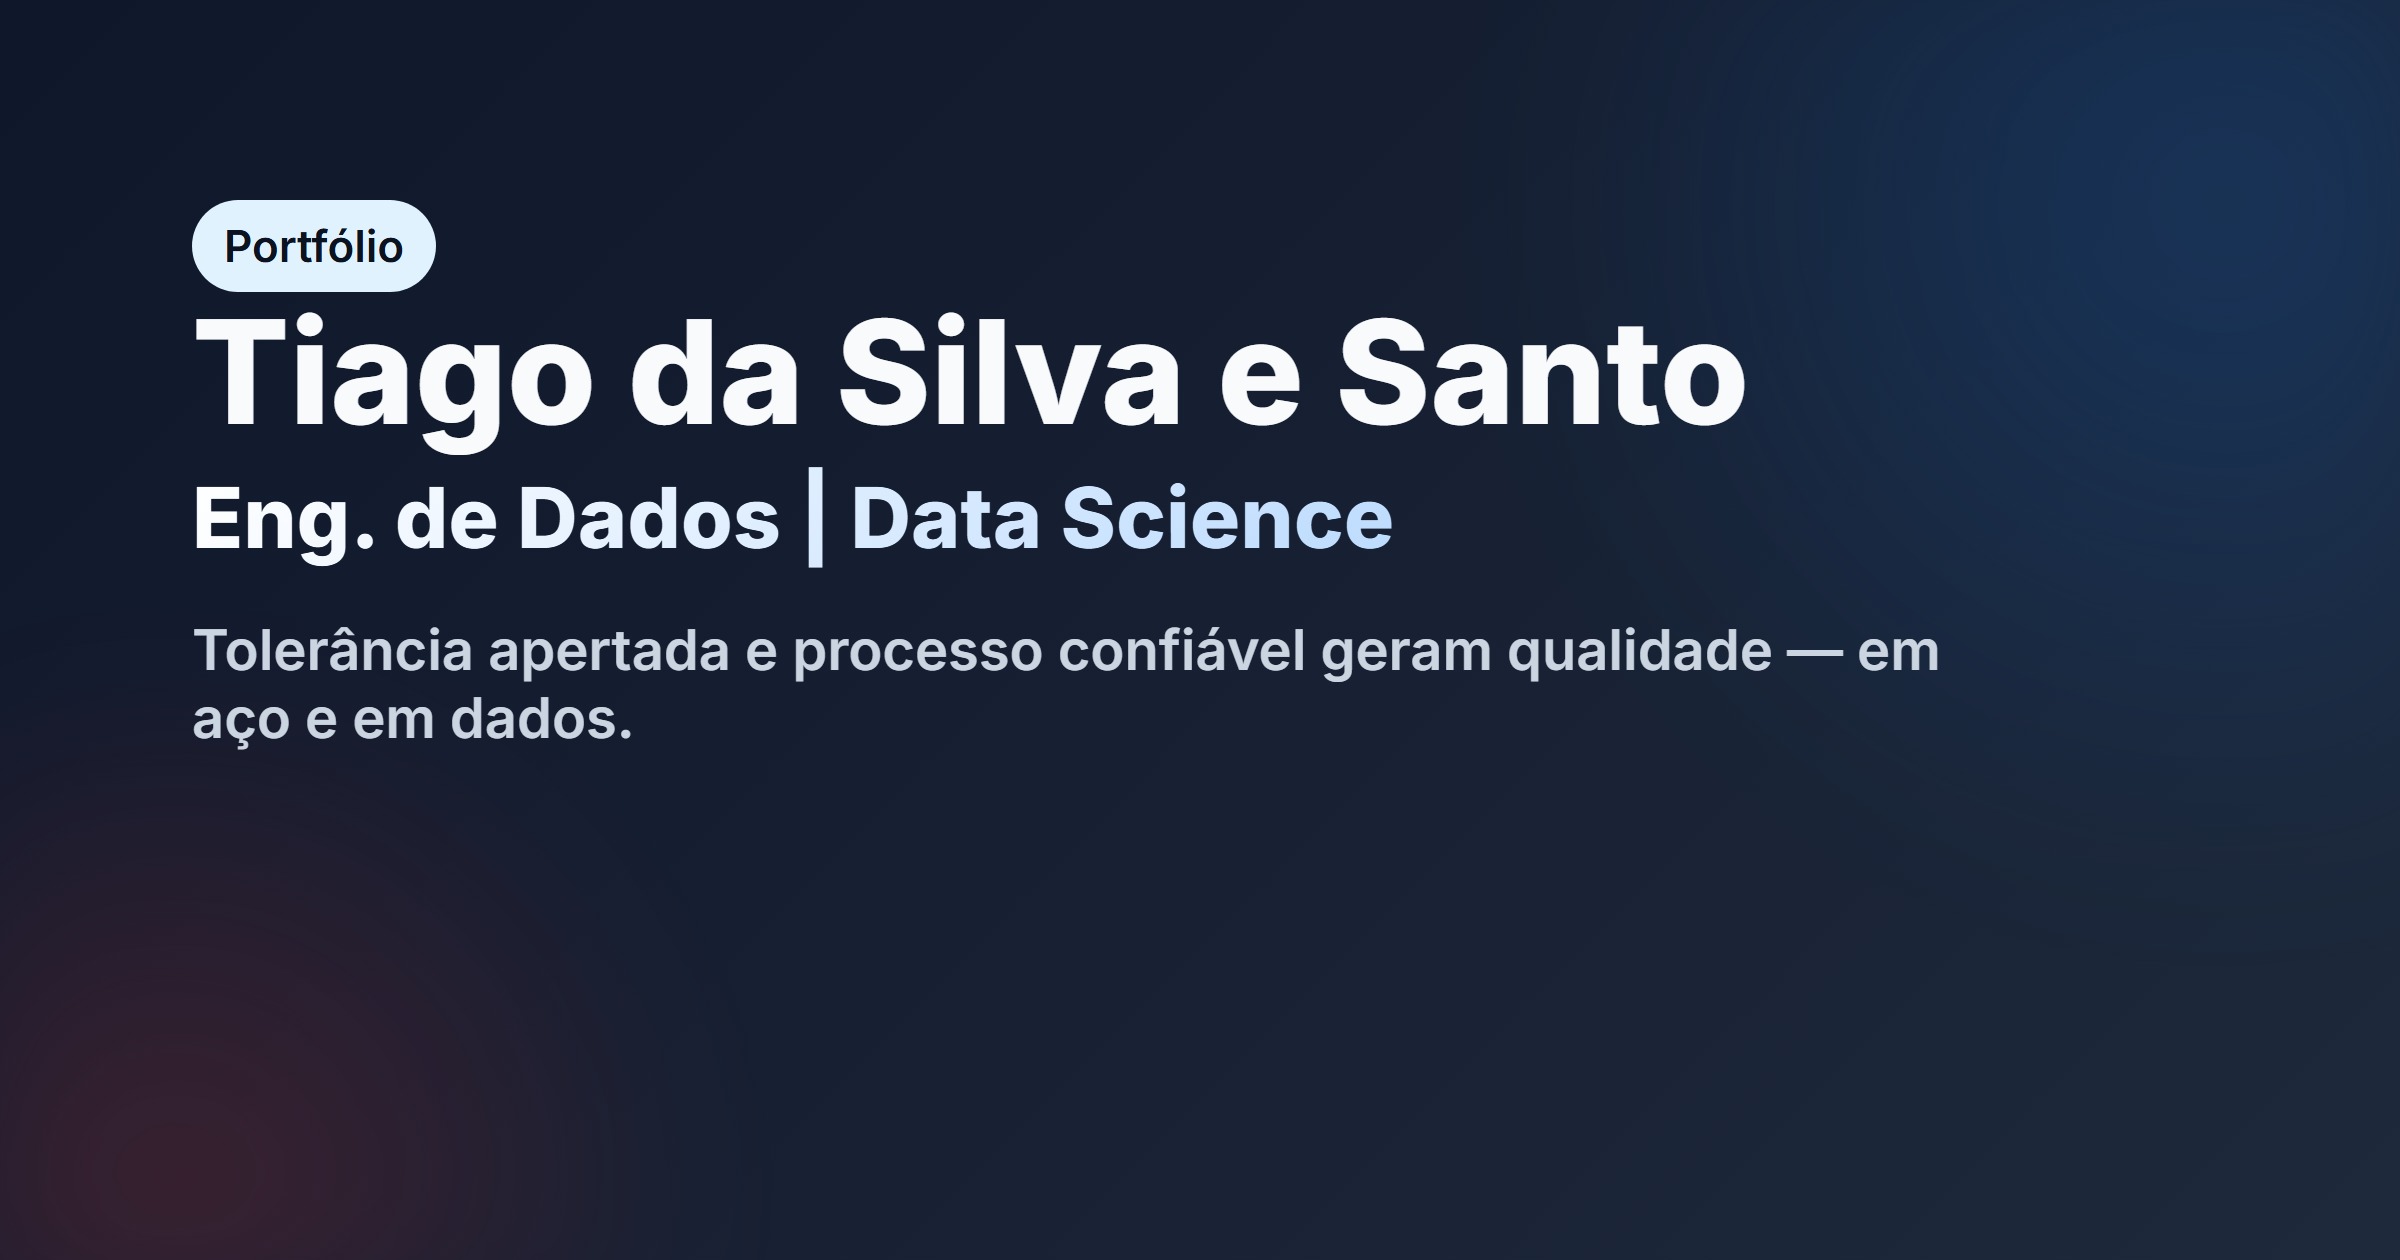 Portfólio
Tiago da Silva e Santo
Eng. de Dados | Data Science
Tolerância apertada e processo confiável geram qualidade — em
aço e em dados.